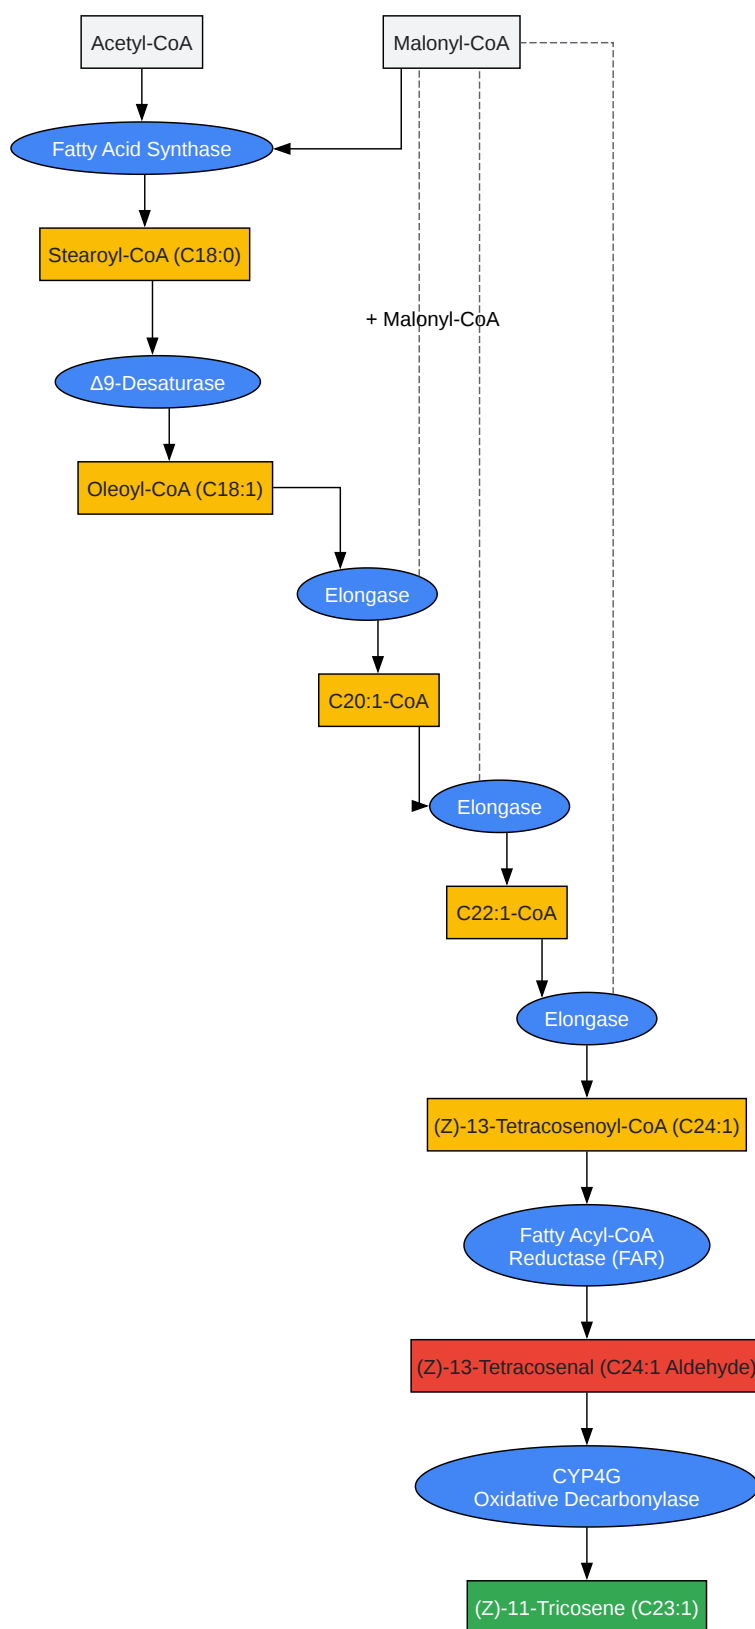 Acetyl-CoA
Malonyl-CoA
Fatty Acid Synthase
Stearoyl-CoA (C18:0)
+ Malonyl-CoA
Δ9-Desaturase
Oleoyl-CoA (C18:1)
Elongase
C20:1-CoA
Elongase
C22:1-CoA
Elongase
(Z)-13-Tetracosenoyl-CoA (C24:1)
Fatty Acyl-CoA
Reductase (FAR)
(Z)-13-Tetracosenal (C24:1 Aldehyde)
CYP4G
Oxidative Decarbonylase
(Z)-11-Tricosene (C23:1)